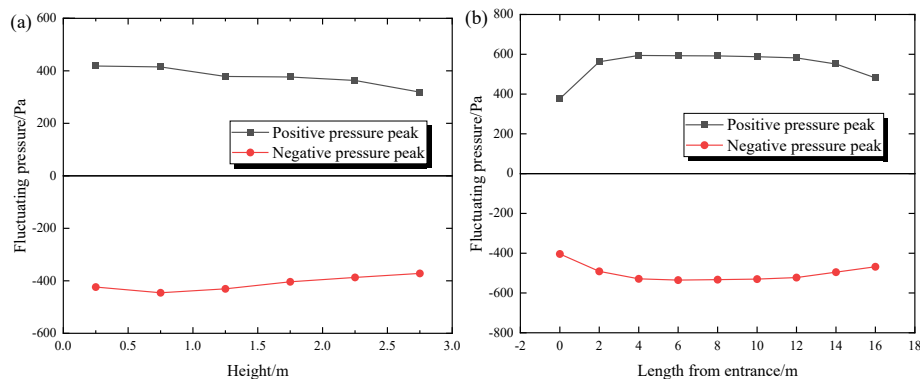 (a)
600
400
200
0
-200
-400
-600
0.0 0.5 1.0 1.5 2.0 2.5 3.0
Fluctuating pressure/Pa
Height/m
Positive pressure peak
Negative pressure peak
(b)
800
600
400
200
0
-200
-400
-600
-800
-2 0 2 4 6 8 10 12 14 16 18
Fluctuating pressure/Pa
Length from entrance/m
Positive pressure peak
Negative pressure peak